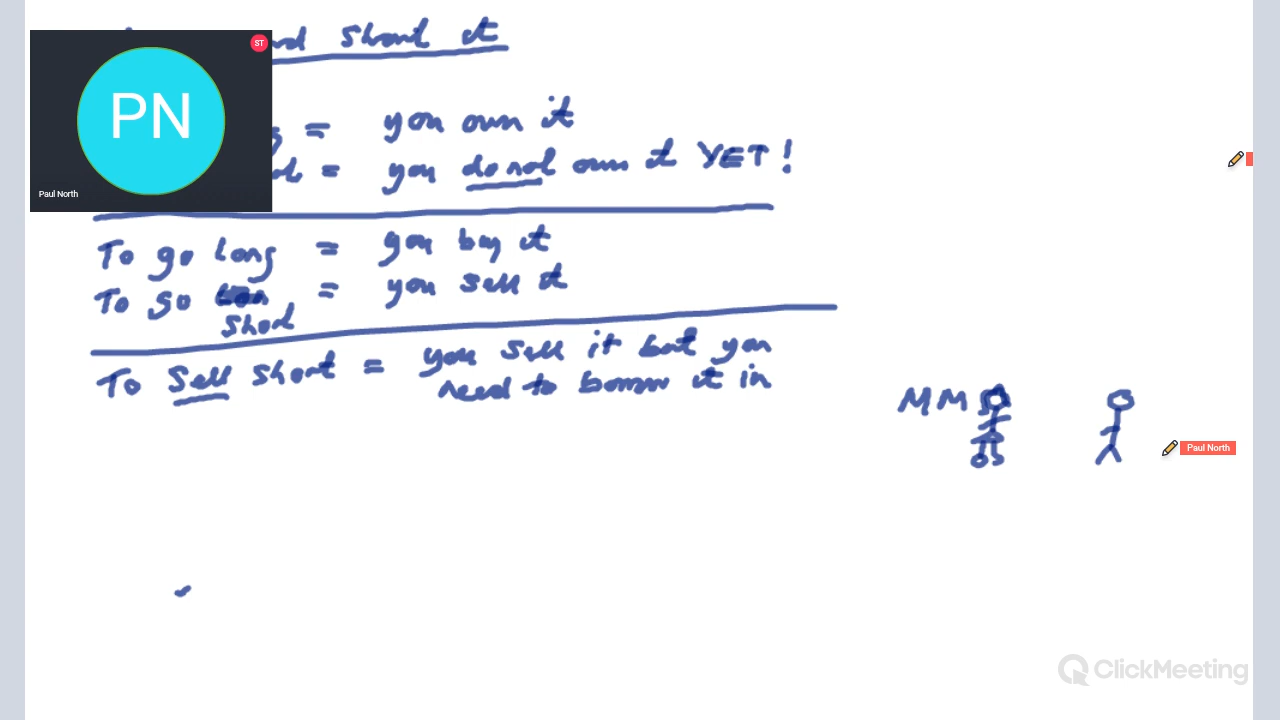 Short it
ST
PN
Paul North
= you own it
= you do not own it YET!
To go long = you buy it
To go short = you sell it
To sell short = you sell it but you
need to borrow it in
MM
Paul North
ClickMeeting